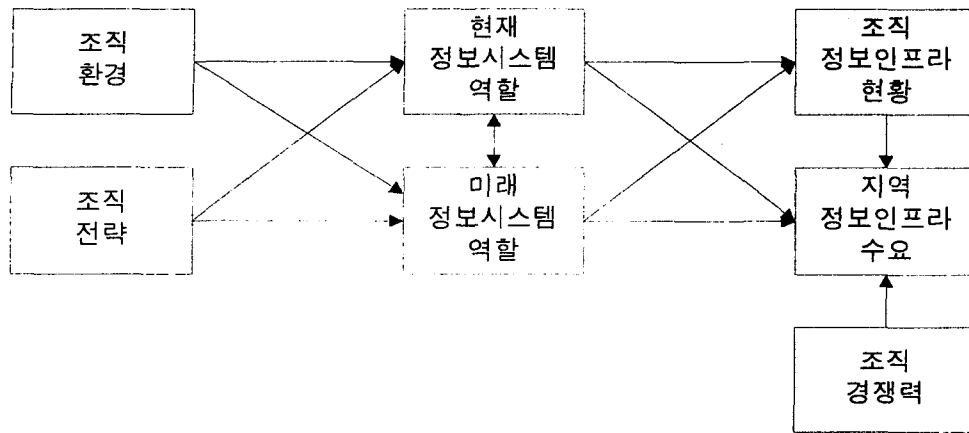 조직
환경
현재
정보시스템
역할
조직
정보인프라
현황
조직
전략
미래
정보시스템
역할
지역
정보인프라
수요
조직
경쟁력